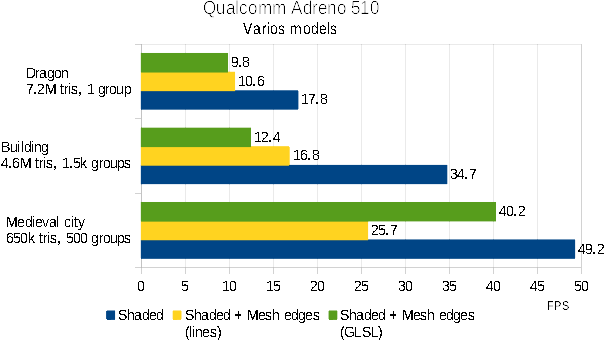 Qualcomm Adreno 510
Varios models
Dragon
7.2M tris, 1 group
9.8
10.6
17.8
Building
4.6M tris, 1.5k groups
12.4
16.8
34.7
Medieval city
650k tris, 500 groups
40.2
25.7
49.2
0 5 10 15 20 25 30 35 40 45 50
FPS
Shaded
Shaded + Mesh edges
(lines)
Shaded + Mesh edges
(GLSL)